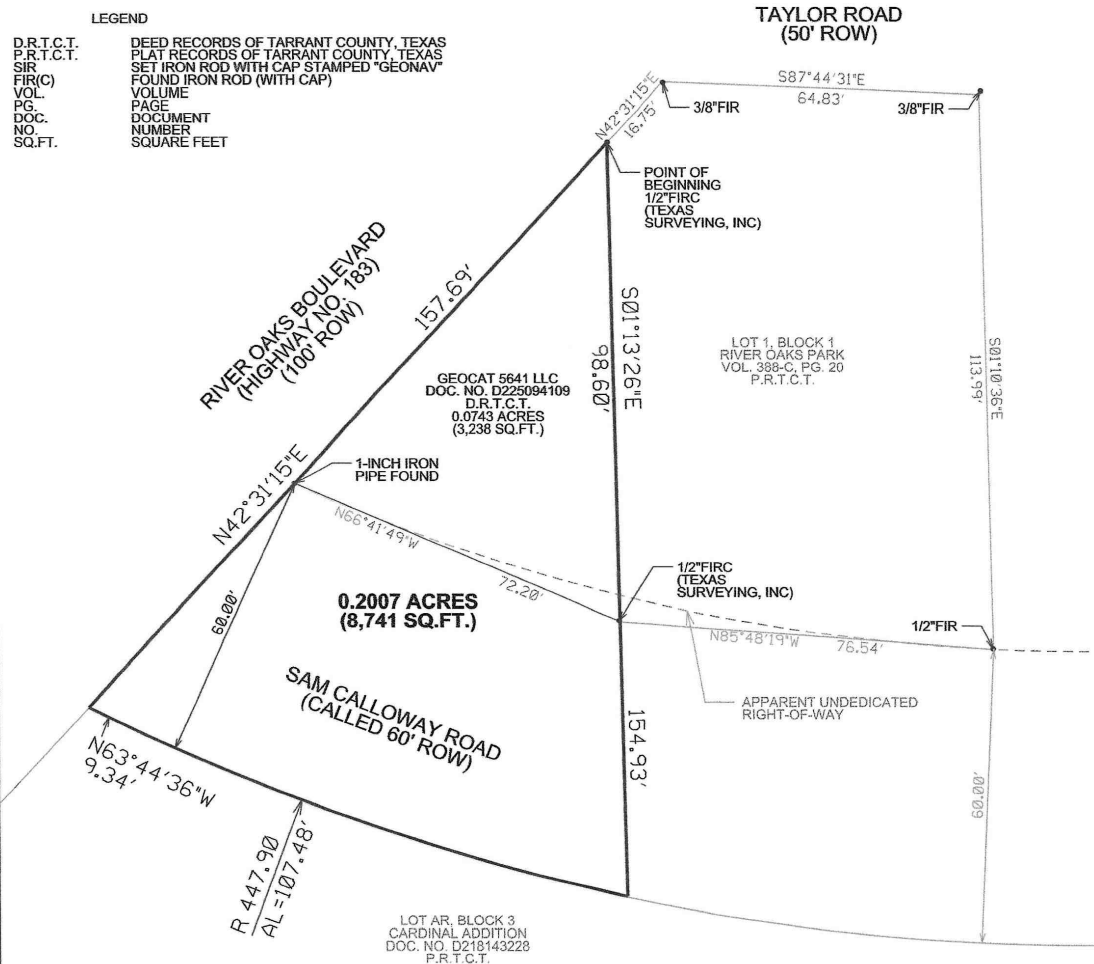 LEGEND
D.R.T.C.T. DEED RECORDS OF TARRANT COUNTY, TEXAS
P.R.T.C.T. PLAT RECORDS OF TARRANT COUNTY, TEXAS
SIR SET IRON ROD WITH CAP STAMPED "GEONAV"
FIR(C) FOUND IRON ROD (WITH CAP)
VOL. VOLUME
PG. PAGE
DOC. DOCUMENT
NO. NUMBER
SQ.FT. SQUARE FEET
TAYLOR ROAD
(50' ROW)
N42°31'15"E
16.75'
S87°44'31"E
64.83'
3/8"FIR
3/8"FIR
POINT OF
BEGINNING
1/2"FIRC
(TEXAS
SURVEYING, INC)
RIVER OAKS BOULEVARD
(HIGHWAY NO. 183)
(100' ROW)
157.69'
N42°31'15"E
S01°13'26"E
98.60'
LOT 1, BLOCK 1
RIVER OAKS PARK
VOL. 388-C, PG. 20
P.R.T.C.T.
S01°10'36"E
113.99'
GEOCAT 5641 LLC
DOC. NO. D225094109
D.R.T.C.T.
0.0743 ACRES
(3,238 SQ.FT.)
1-INCH IRON
PIPE FOUND
N66°41'49"W
72.20'
1/2"FIRC
(TEXAS
SURVEYING, INC)
N85°48'19"W 76.54'
1/2"FIR
60.00'
0.2007 ACRES
(8,741 SQ.FT.)
SAM CALLOWAY ROAD
(CALLED 60' ROW)
APPARENT UNDEDICATED
RIGHT-OF-WAY
154.93'
60.00'
N63°44'36"W
9.34'
R 447.90
AL=107.48'
LOT AR, BLOCK 3
CARDINAL ADDITION
DOC. NO. D218143228
P.R.T.C.T.